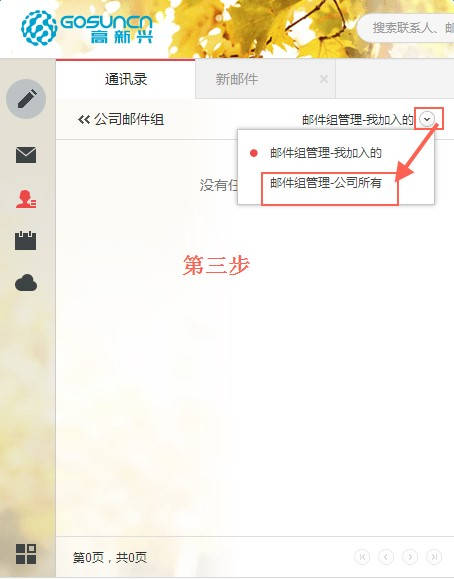 GOSUNCN
高新兴
搜索联系人、邮
通讯录
新邮件
公司邮件组
邮件组管理-我加入的
邮件组管理-我加入的
没有任
邮件组管理-公司所有
第三步
第0页，共0页